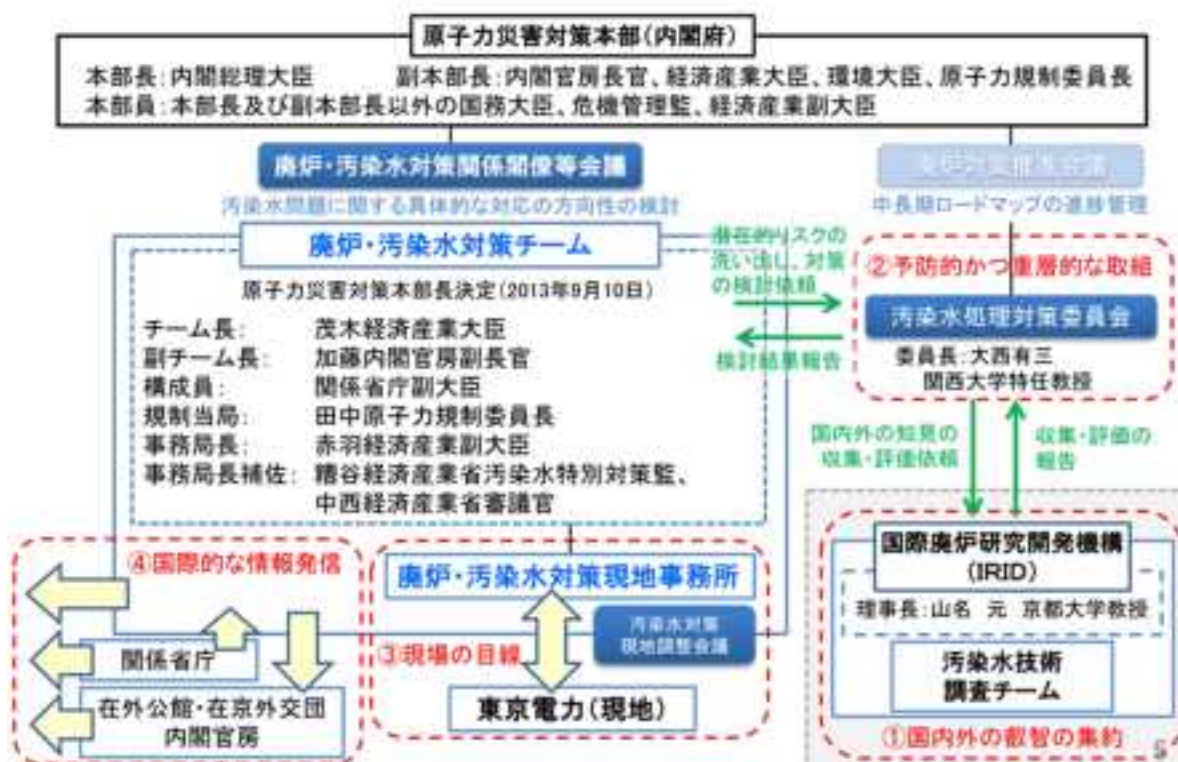 原子力災害対策本部(内閣府)
本部長:内閣総理大臣 副本部長:内閣官房長官、経済産業大臣、環境大臣、原子力規制委員長
本部員:本部長及び副本部長以外の国務大臣、危機管理監、経済産業副大臣
廃炉・汚染水対策関係閣僚等会議
汚染水問題に関する具体的な対応の方向性の検討
中長期ロードマップの進捗管理
廃炉・汚染水対策チーム
原子力災害対策本部長決定(2013年9月10日)
チーム長: 茂木経済産業大臣
副チーム長: 加藤内閣官房副長官
構成員: 関係省庁副大臣
規制当局: 田中原子力規制委員長
事務局長: 赤羽経済産業副大臣
事務局長補佐: 糟谷経済産業省汚染水特別対策監、
中西経済産業省審議官
潜在的リスクの
洗い出し、対策
の検討依頼
検討結果報告
②予防的かつ重層的な取組
汚染水処理対策委員会
委員長:大西有三
関西大学特任教授
国内外の知見の
収集・評価依頼
収集・評価の
報告
国際廃炉研究開発機構
(IRID)
理事長:山名 元 京都大学教授
汚染水技術
調査チーム
①国内外の叡智の集約
④国際的な情報発信
関係省庁
在外公館・在京外交団
内閣官房
廃炉・汚染水対策現地事務所
汚染水対策
現地調整会議
③現場の目線
東京電力(現地)
5